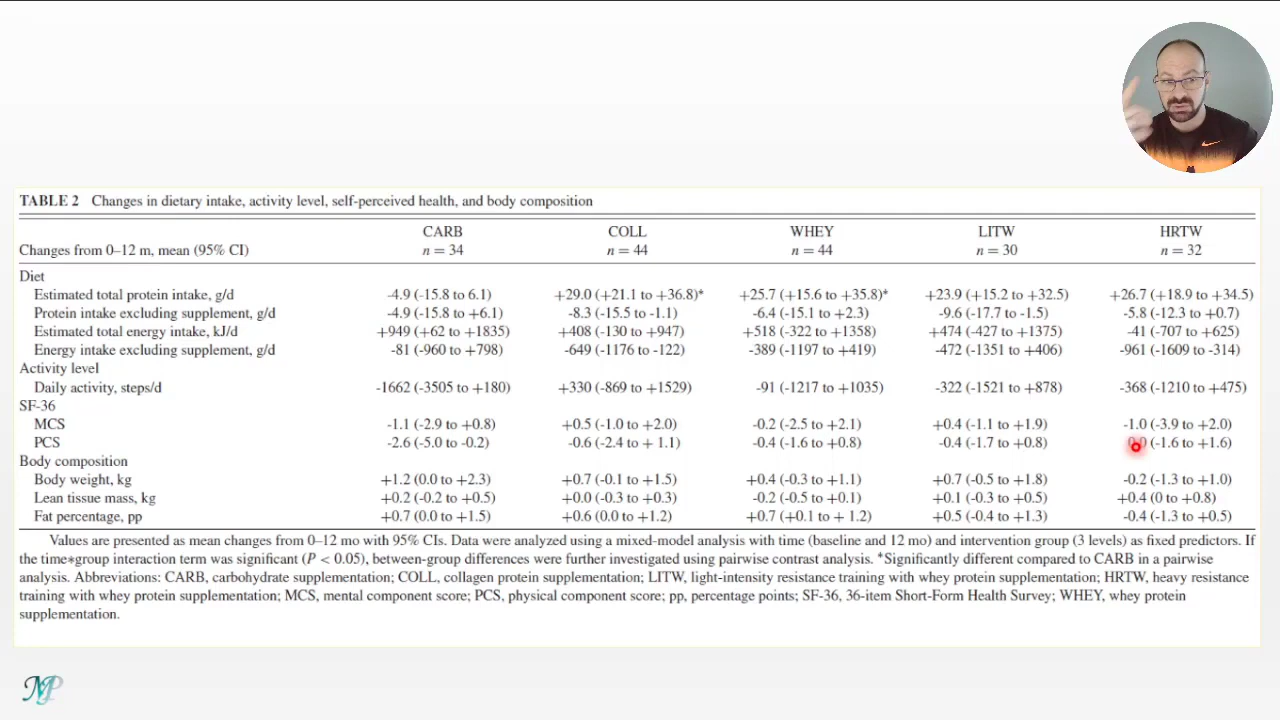 TABLE 2 Changes in dietary intake, activity level, self-perceived health, and body composition
CARB COLL WHEY LITW HRTW
Changes from 0–12 m, mean (95% CI) n = 34 n = 44 n = 44 n = 30 n = 32
Diet
Estimated total protein intake, g/d -4.9 (-15.8 to 6.1) +29.0 (+21.1 to +36.8)* +25.7 (+15.6 to +35.8)* +23.9 (+15.2 to +32.5) +26.7 (+18.9 to +34.5)
Protein intake excluding supplement, g/d -4.9 (-15.8 to +6.1) -8.3 (-15.5 to -1.1) -6.4 (-15.1 to +2.3) -9.6 (-17.7 to -1.5) -5.8 (-12.3 to +0.7)
Estimated total energy intake, kJ/d +949 (+62 to +1835) +408 (-130 to +947) +518 (-322 to +1358) +474 (-427 to +1375) -41 (-707 to +625)
Energy intake excluding supplement, g/d -81 (-960 to +798) -649 (-1176 to -122) -389 (-1197 to +419) -472 (-1351 to +406) -961 (-1609 to -314)
Activity level
Daily activity, steps/d -1662 (-3505 to +180) +330 (-869 to +1529) -91 (-1217 to +1035) -322 (-1521 to +878) -368 (-1210 to +475)
SF-36
MCS -1.1 (-2.9 to +0.8) +0.5 (-1.0 to +2.0) -0.2 (-2.5 to +2.1) +0.4 (-1.1 to +1.9) -1.0 (-3.9 to +2.0)
PCS -2.6 (-5.0 to -0.2) -0.6 (-2.4 to + 1.1) -0.4 (-1.6 to +0.8) -0.4 (-1.7 to +0.8) (-1.6 to +1.6)
Body composition
Body weight, kg +1.2 (0.0 to +2.3) +0.7 (-0.1 to +1.5) +0.4 (-0.3 to +1.1) +0.7 (-0.5 to +1.8) -0.2 (-1.3 to +1.0)
Lean tissue mass, kg +0.2 (-0.2 to +0.5) +0.0 (-0.3 to +0.3) -0.2 (-0.5 to +0.1) +0.1 (-0.3 to +0.5) +0.4 (0 to +0.8)
Fat percentage, pp +0.7 (0.0 to +1.5) +0.6 (0.0 to +1.2) +0.7 (+0.1 to + 1.2) +0.5 (-0.4 to +1.3) -0.4 (-1.3 to +0.5)
Values are presented as mean changes from 0–12 mo with 95% CIs. Data were analyzed using a mixed-model analysis with time (baseline and 12 mo) and intervention group (3 levels) as fixed predictors. If
the time*group interaction term was significant (P < 0.05), between-group differences were further investigated using pairwise contrast analysis. *Significantly different compared to CARB in a pairwise
analysis. Abbreviations: CARB, carbohydrate supplementation; COLL, collagen protein supplementation; LITW, light-intensity resistance training with whey protein supplementation; HRTW, heavy resistance
training with whey protein supplementation; MCS, mental component score; PCS, physical component score; pp, percentage points; SF-36, 36-item Short-Form Health Survey; WHEY, whey protein
supplementation.
MP